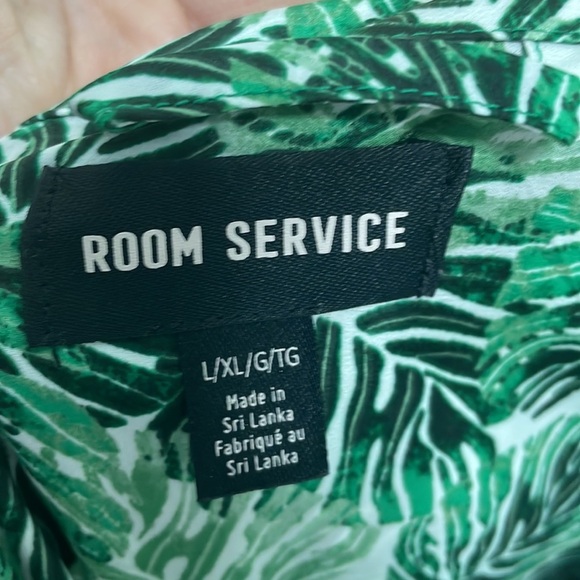 ROOM SERVICE
L/XL/G/TG
Made in
Sri Lanka
Fabriqué au
Sri Lanka